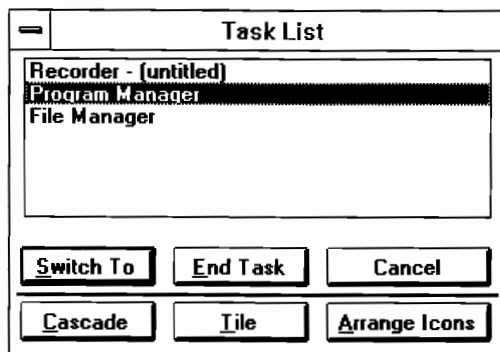 Task List
Recorder - (untitled)
Program Manager
File Manager
Switch To End Task Cancel
Cascade Tile Arrange Icons